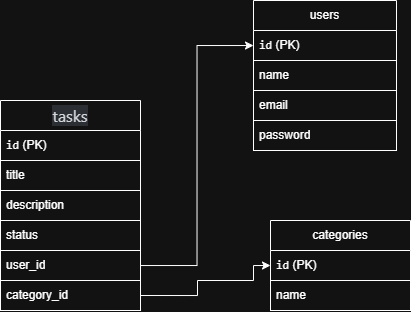 users
id (PK)
name
email
password
tasks
id (PK)
title
description
status
user_id
category_id
categories
id (PK)
name